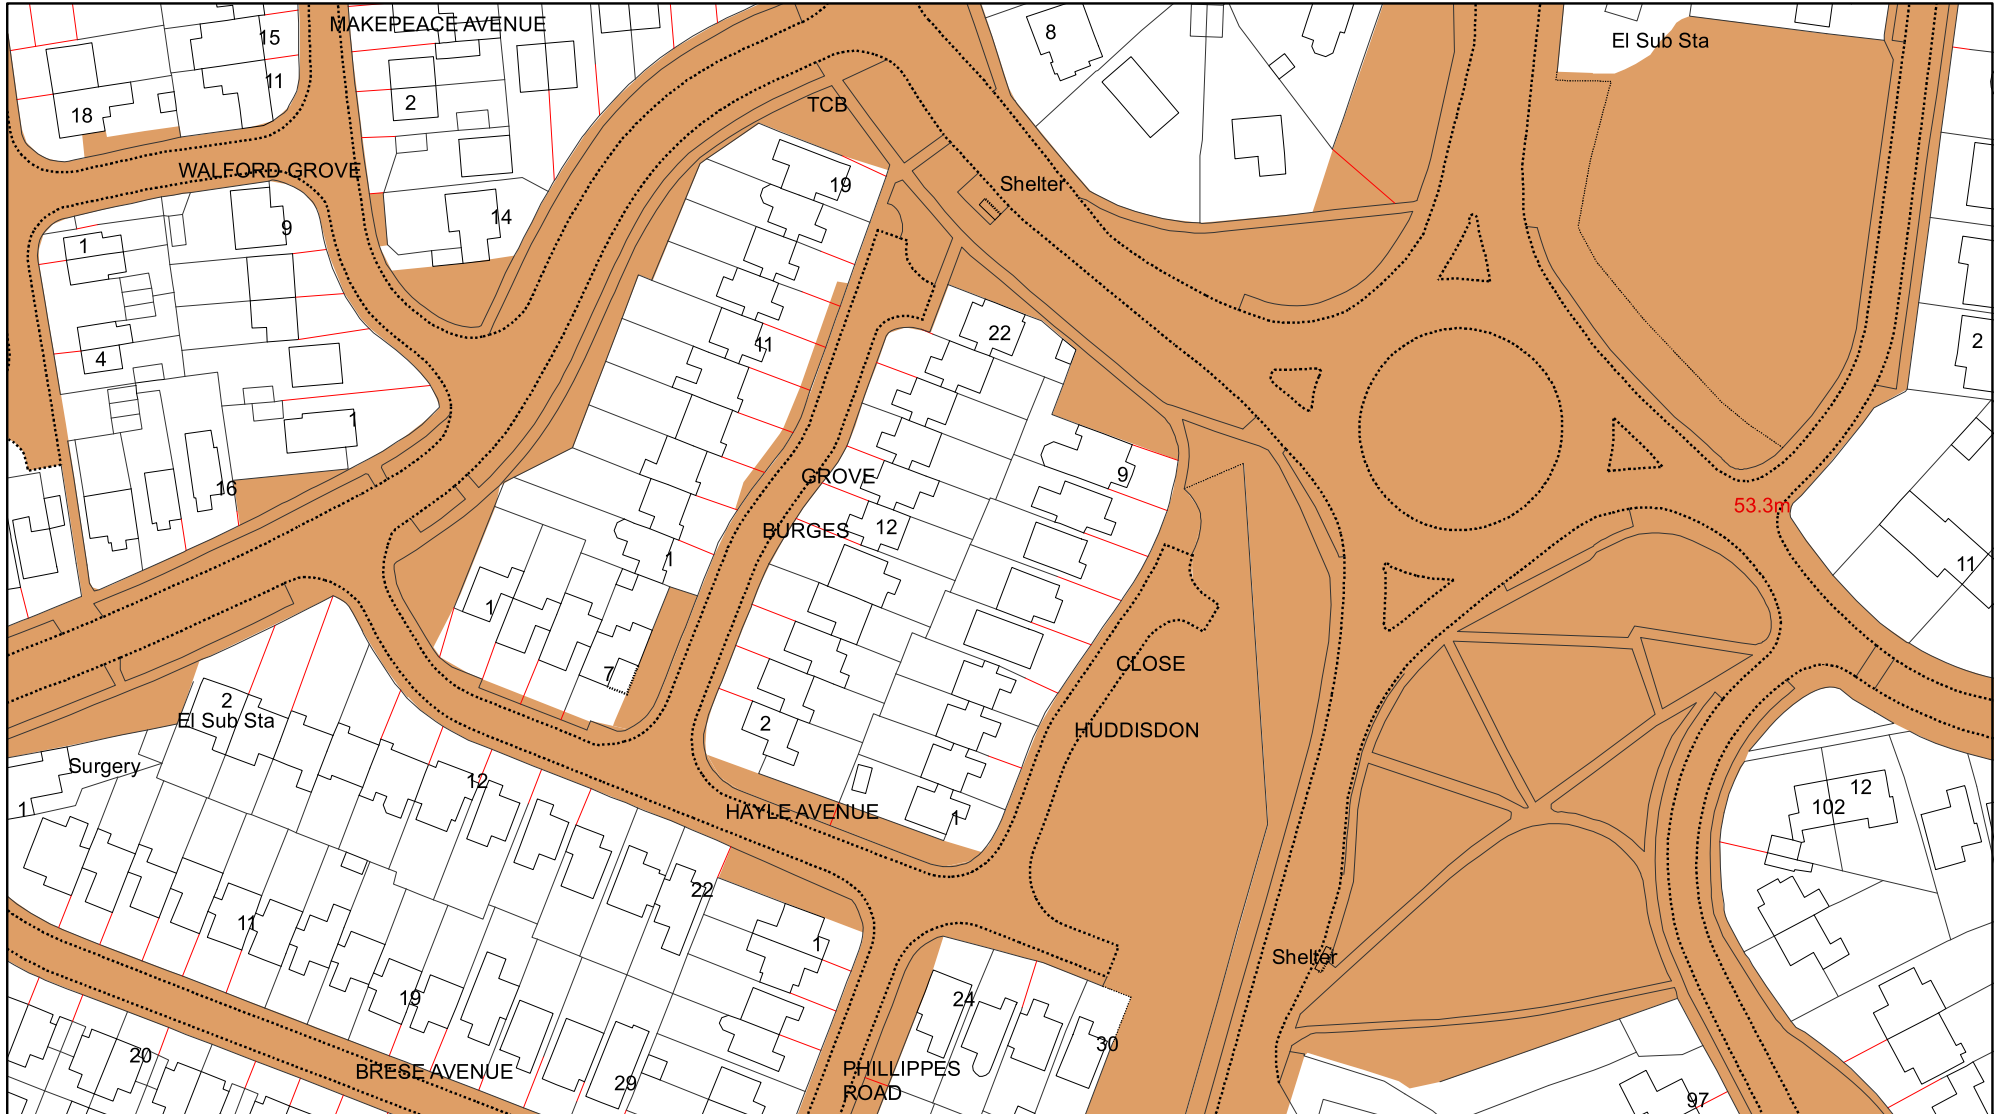 MAKEPEACE AVENUE
15
8
El Sub Sta
11
2
TCB
18
WALFORD GROVE
19
Shelter
14
9
1
22
11
2
4
1
9
GROVE
16
53.3m
12
BURGES
1
11
1
CLOSE
7
2
El Sub Sta
2
HUDDISDON
Surgery
12
12
102
1
HAYLE AVENUE
1
22
11
1
Shelter
19
24
30
20
BRESE AVENUE
PHILLIPPES
ROAD
29
97